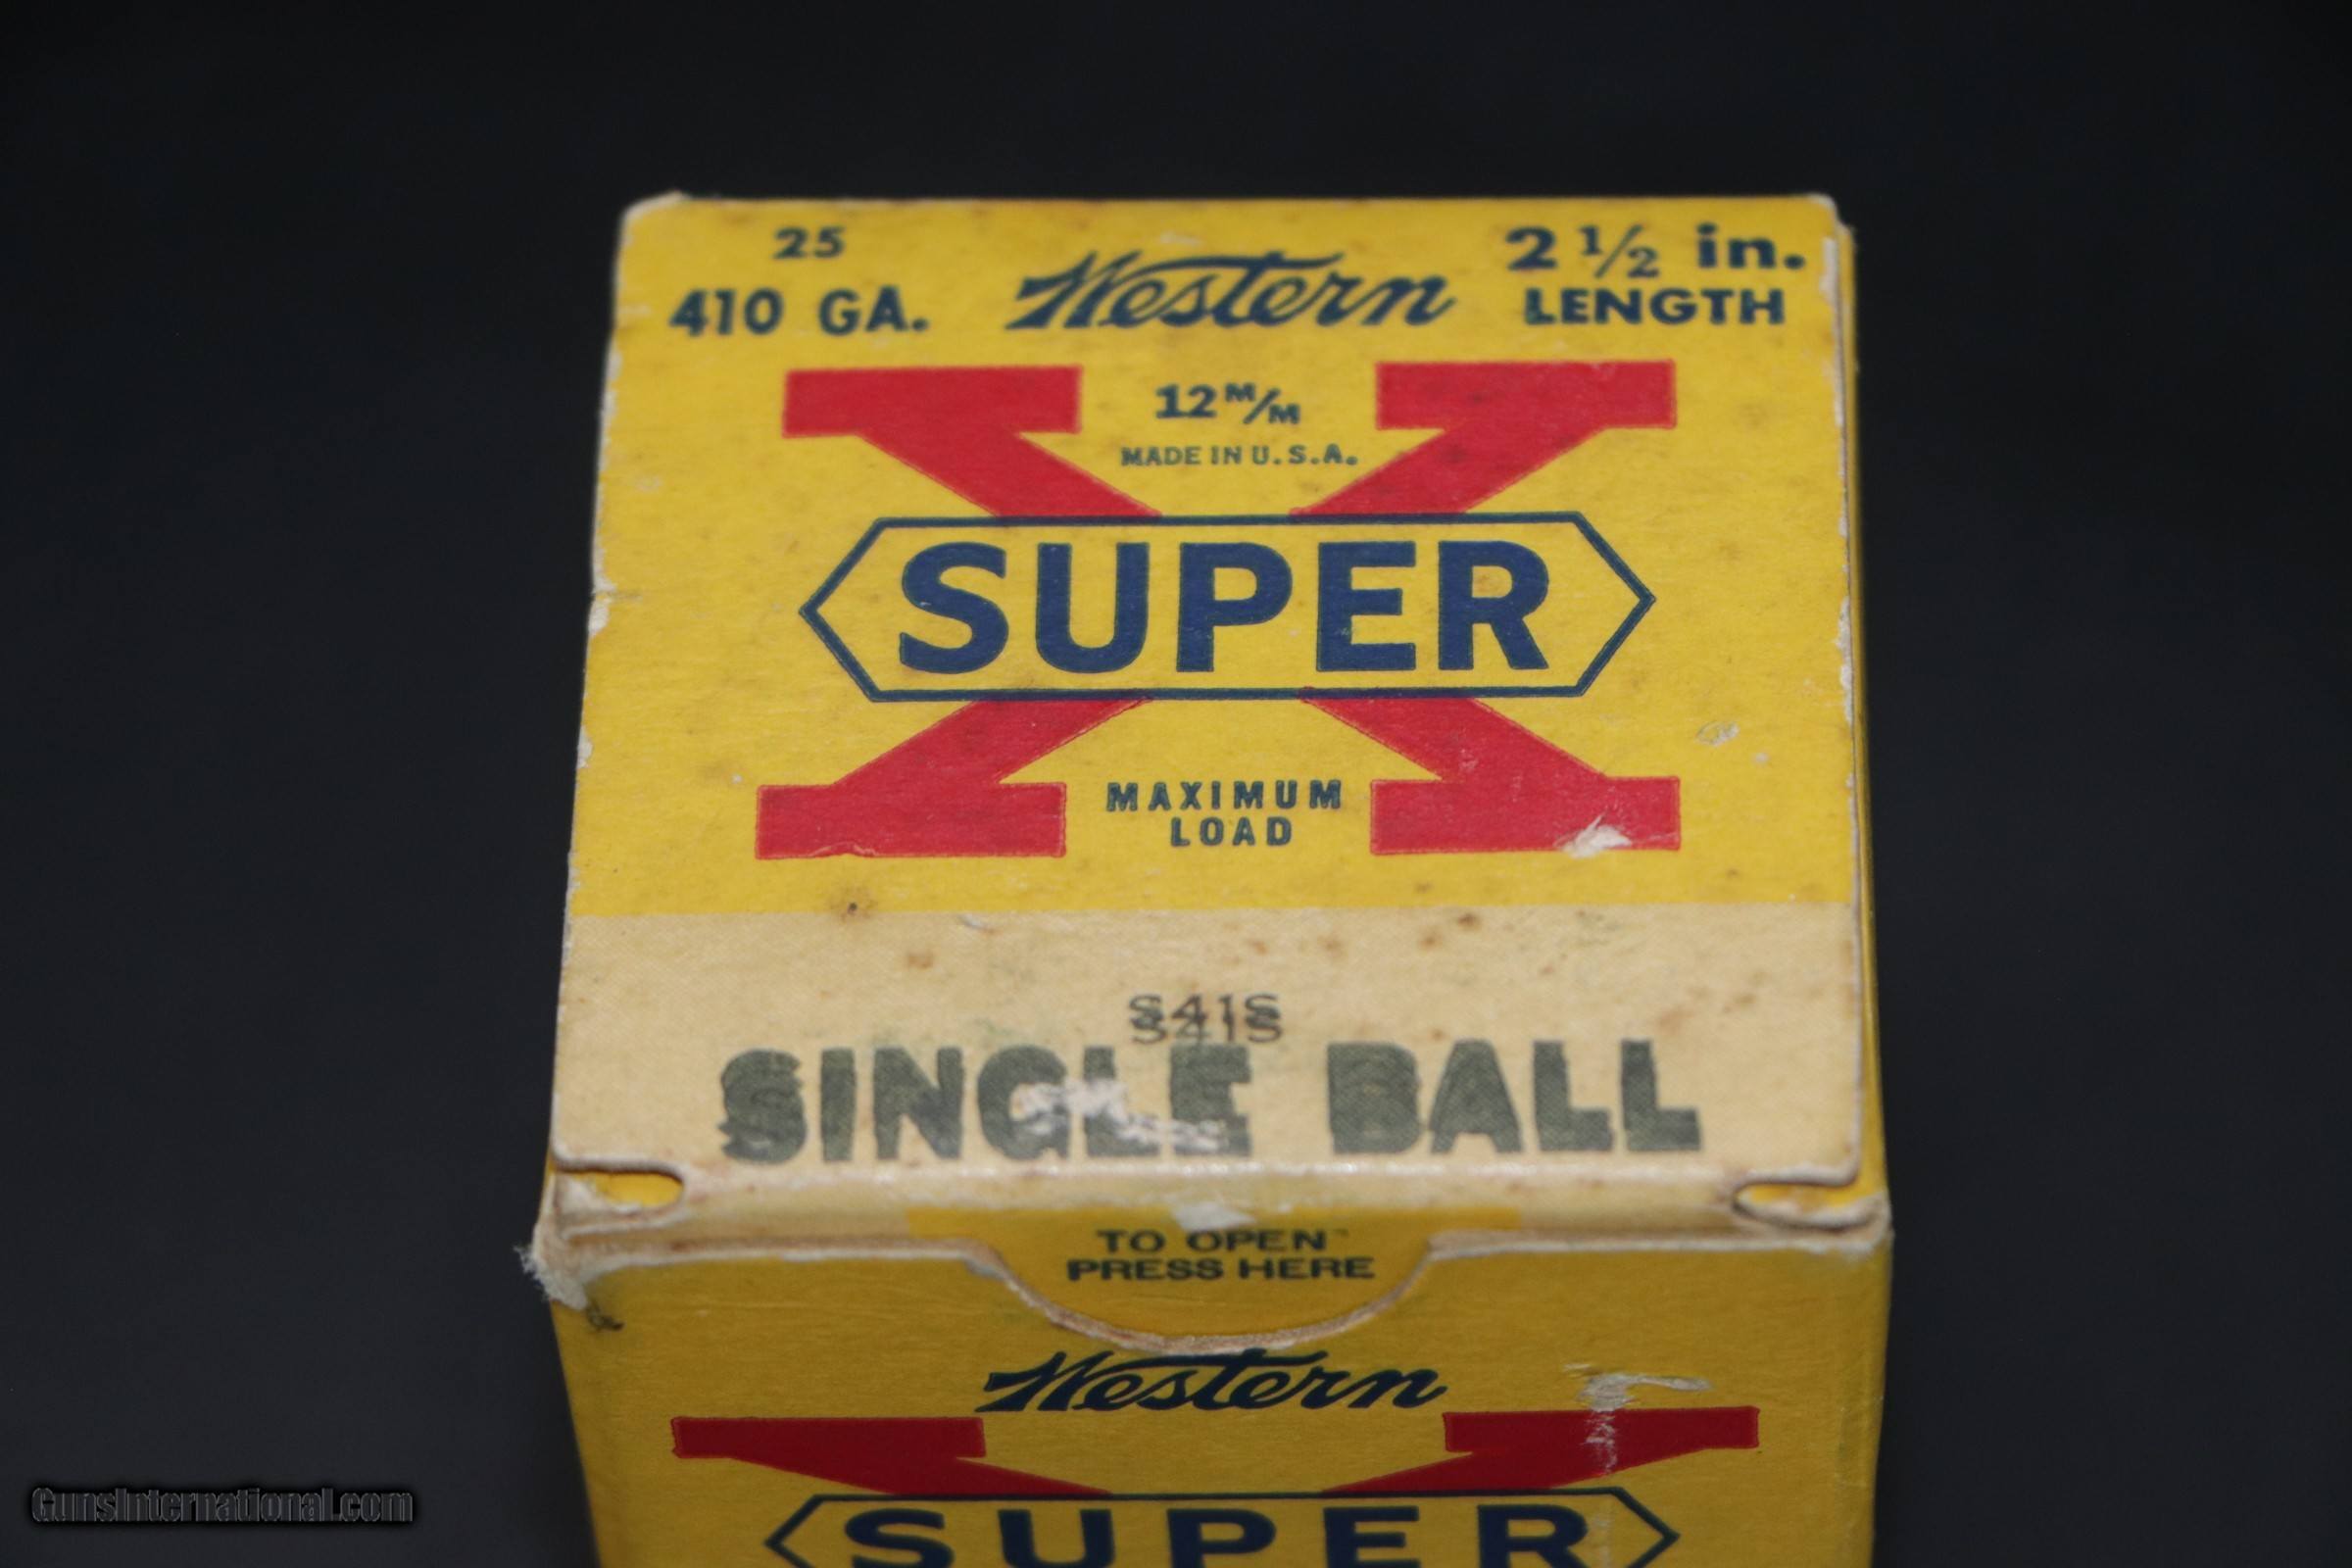 25
410 GA.
Western
2 1/2 in.
LENGTH
12 M/M
MADE IN U.S.A.
SUPER
X
MAXIMUM
LOAD
S41S
S41S
SINGLE BALL
TO OPEN
PRESS HERE
Western
SUPER
GunsInternational.com